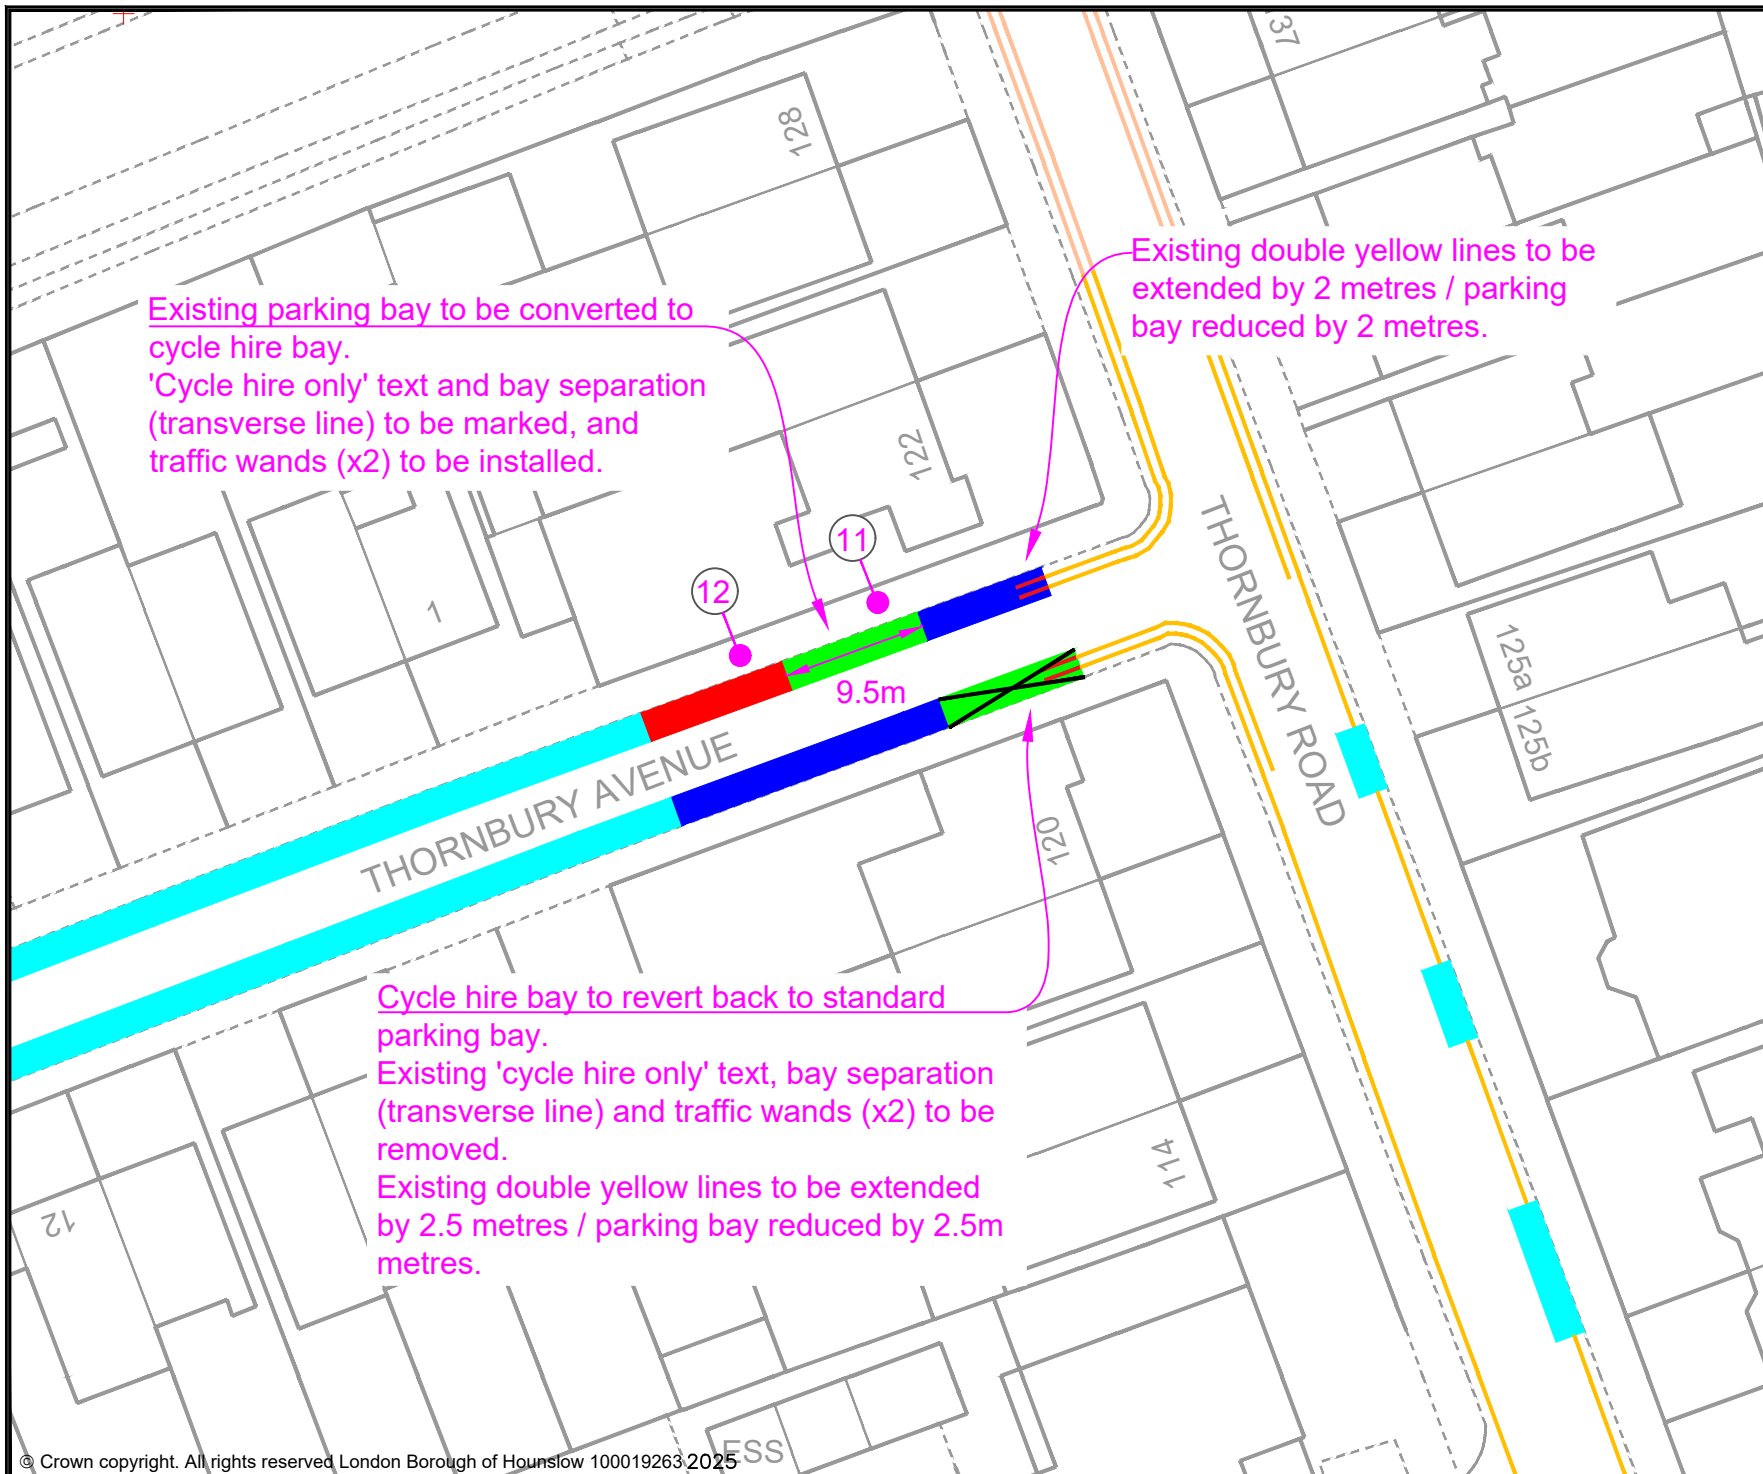 37
128
Existing double yellow lines to be
extended by 2 metres / parking
bay reduced by 2 metres.
Existing parking bay to be converted to
cycle hire bay.
'Cycle hire only' text and bay separation
(transverse line) to be marked, and
traffic wands (x2) to be installed.
122
11
12
1
THORNBURY ROAD
9.5m
125a
125b
THORNBURY AVENUE
120
Cycle hire bay to revert back to standard
parking bay.
Existing 'cycle hire only' text, bay separation
(transverse line) and traffic wands (x2) to be
removed.
Existing double yellow lines to be extended
by 2.5 metres / parking bay reduced by 2.5m
metres.
114
12
ESS
© Crown copyright. All rights reserved London Borough of Hounslow 100019263 2025